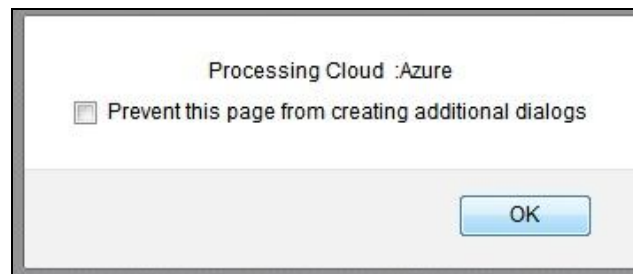 Processing Cloud :Azure
Prevent this page from creating additional dialogs
OK